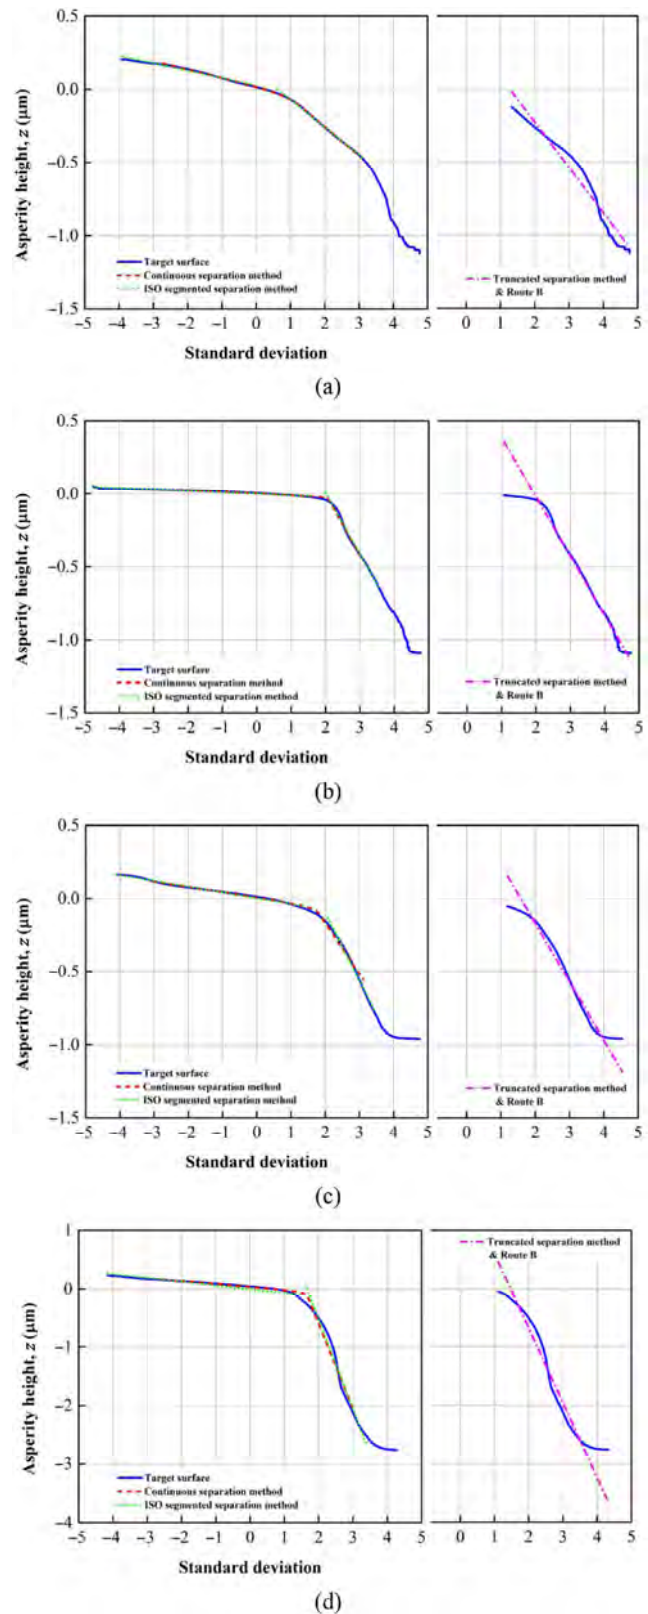 0.5
0.0
−0.5
−1.0
−1.5
Asperity height, z (μm)
Target surface
Continuous separation method
ISO segmented separation method
Truncated separation method
& Route B
−5 −4 −3 −2 −1 0 1 2 3 4 5
0 1 2 3 4 5
Standard deviation
(a)
0.5
0.0
−0.5
−1.0
−1.5
Asperity height, z (μm)
Target surface
Continuous separation method
ISO segmented separation method
Truncated separation method
& Route B
−5 −4 −3 −2 −1 0 1 2 3 4 5
0 1 2 3 4 5
Standard deviation
(b)
0.5
0.0
−0.5
−1.0
−1.5
Asperity height, z (μm)
Target surface
Continuous separation method
ISO segmented separation method
Truncated separation method
& Route B
−5 −4 −3 −2 −1 0 1 2 3 4 5
0 1 2 3 4 5
Standard deviation
(c)
1
0
−1
−2
−3
−4
Asperity height, z (μm)
Truncated separation method
& Route B
Target surface
Continuous separation method
ISO segmented separation method
−5 −4 −3 −2 −1 0 1 2 3 4 5
0 1 2 3 4 5
Standard deviation
(d)